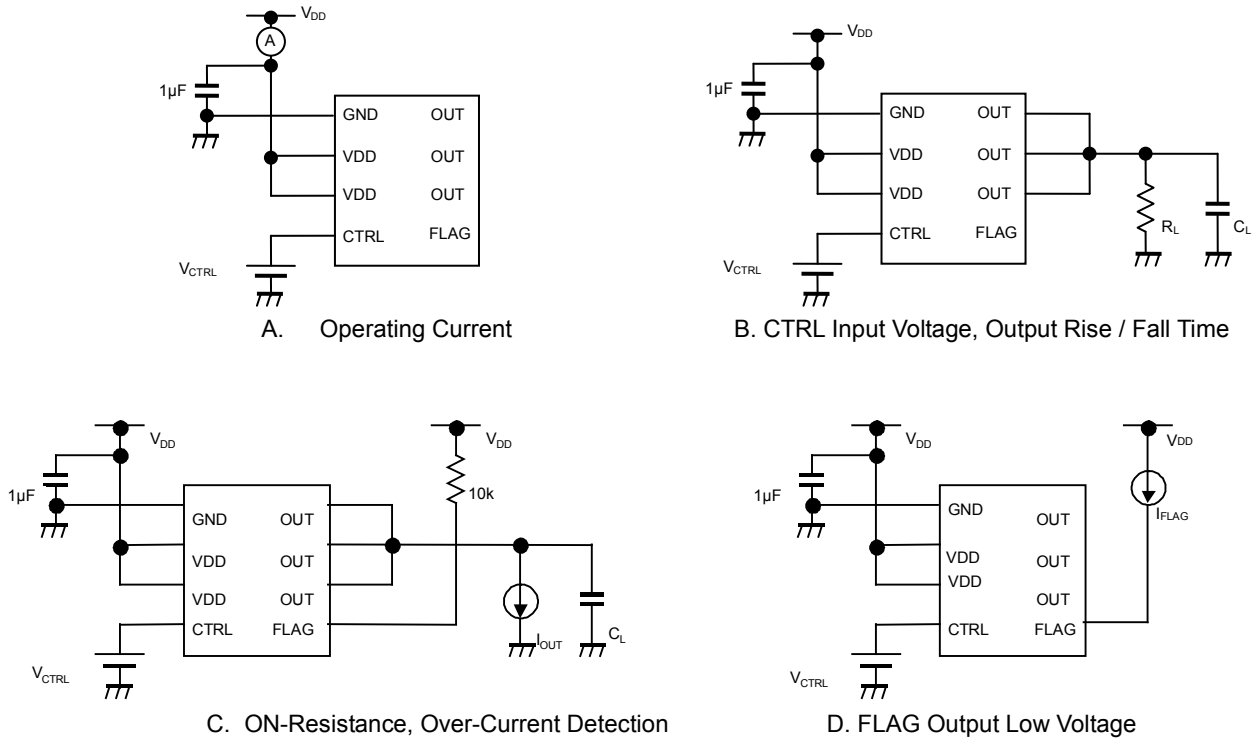 VDD
A
1µF
GND OUT
VDD OUT
VDD OUT
CTRL FLAG
VCTRL
A. Operating Current
VDD
1µF
GND OUT
VDD OUT
VDD OUT
CTRL FLAG
VCTRL
RL
CL
B. CTRL Input Voltage, Output Rise / Fall Time
VDD
VDD
1µF
10k
GND OUT
VDD OUT
VDD OUT
CTRL FLAG
IOUT
CL
VCTRL
C. ON-Resistance, Over-Current Detection
VDD
VDD
1µF
IFLAG
GND OUT
VDD OUT
VDD OUT
CTRL FLAG
VCTRL
D. FLAG Output Low Voltage